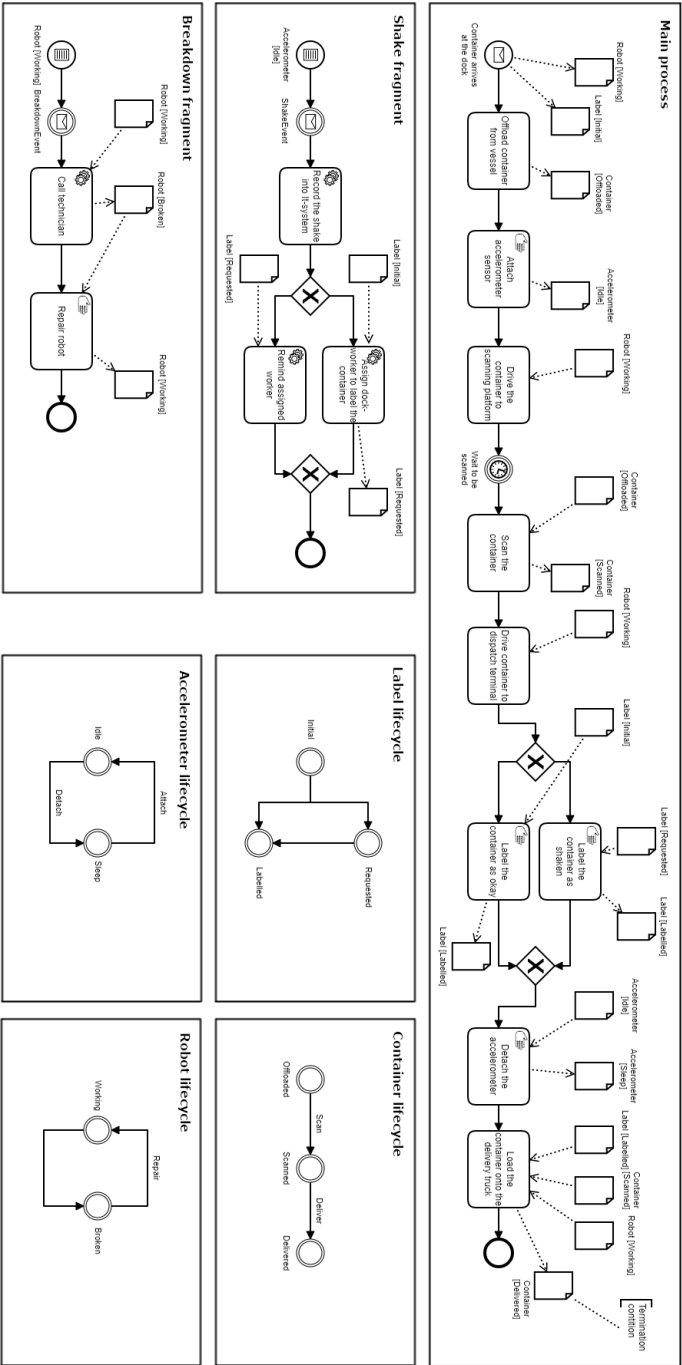 Main process
Container arrives
at the dock
Robot [Working]
Label [Initial]
Offload container
from vessel
Container
[Offloaded]
Attach
accelerometer
sensor
Accelerometer
[Idle]
Drive the
container to
scanning platform
Robot [Working]
Wait to be
scanned
Container
[Offloaded]
Scan the
container
Container
[Scanned]
Robot [Working]
Drive container to
dispatch terminal
Label [Initial]
X
Label [Requested]
Label the
container as
shaken
Label [Labelled]
Label the
container as okay
Label [Labelled]
X
Accelerometer
[Idle]
Detach the
accelerometer
Accelerometer
[Sleep]
Label [Labelled]
Container
[Scanned]
Robot [Working]
Load the
container onto the
delivery truck
Container
[Delivered]
Termination
contition
Shake fragment
Accelerometer
[Idle]
ShakeEvent
Record the shake
into it-system
X
Label [Initial]
Assign dock-
worker to label the
container
Label [Requested]
Label [Requested]
Remind assigned
worker
X
Label lifecycle
Initial
Requested
Labelled
Container lifecycle
Offloaded
Scan
Scanned
Deliver
Delivered
Breakdown fragment
Robot [Working]
BreakdownEvent
Robot [Working]
Call technician
Robot [Broken]
Repair robot
Robot [Working]
Accelerometer lifecycle
Attach
Idle
Sleep
Detach
Robot lifecycle
Repair
Working
Broken